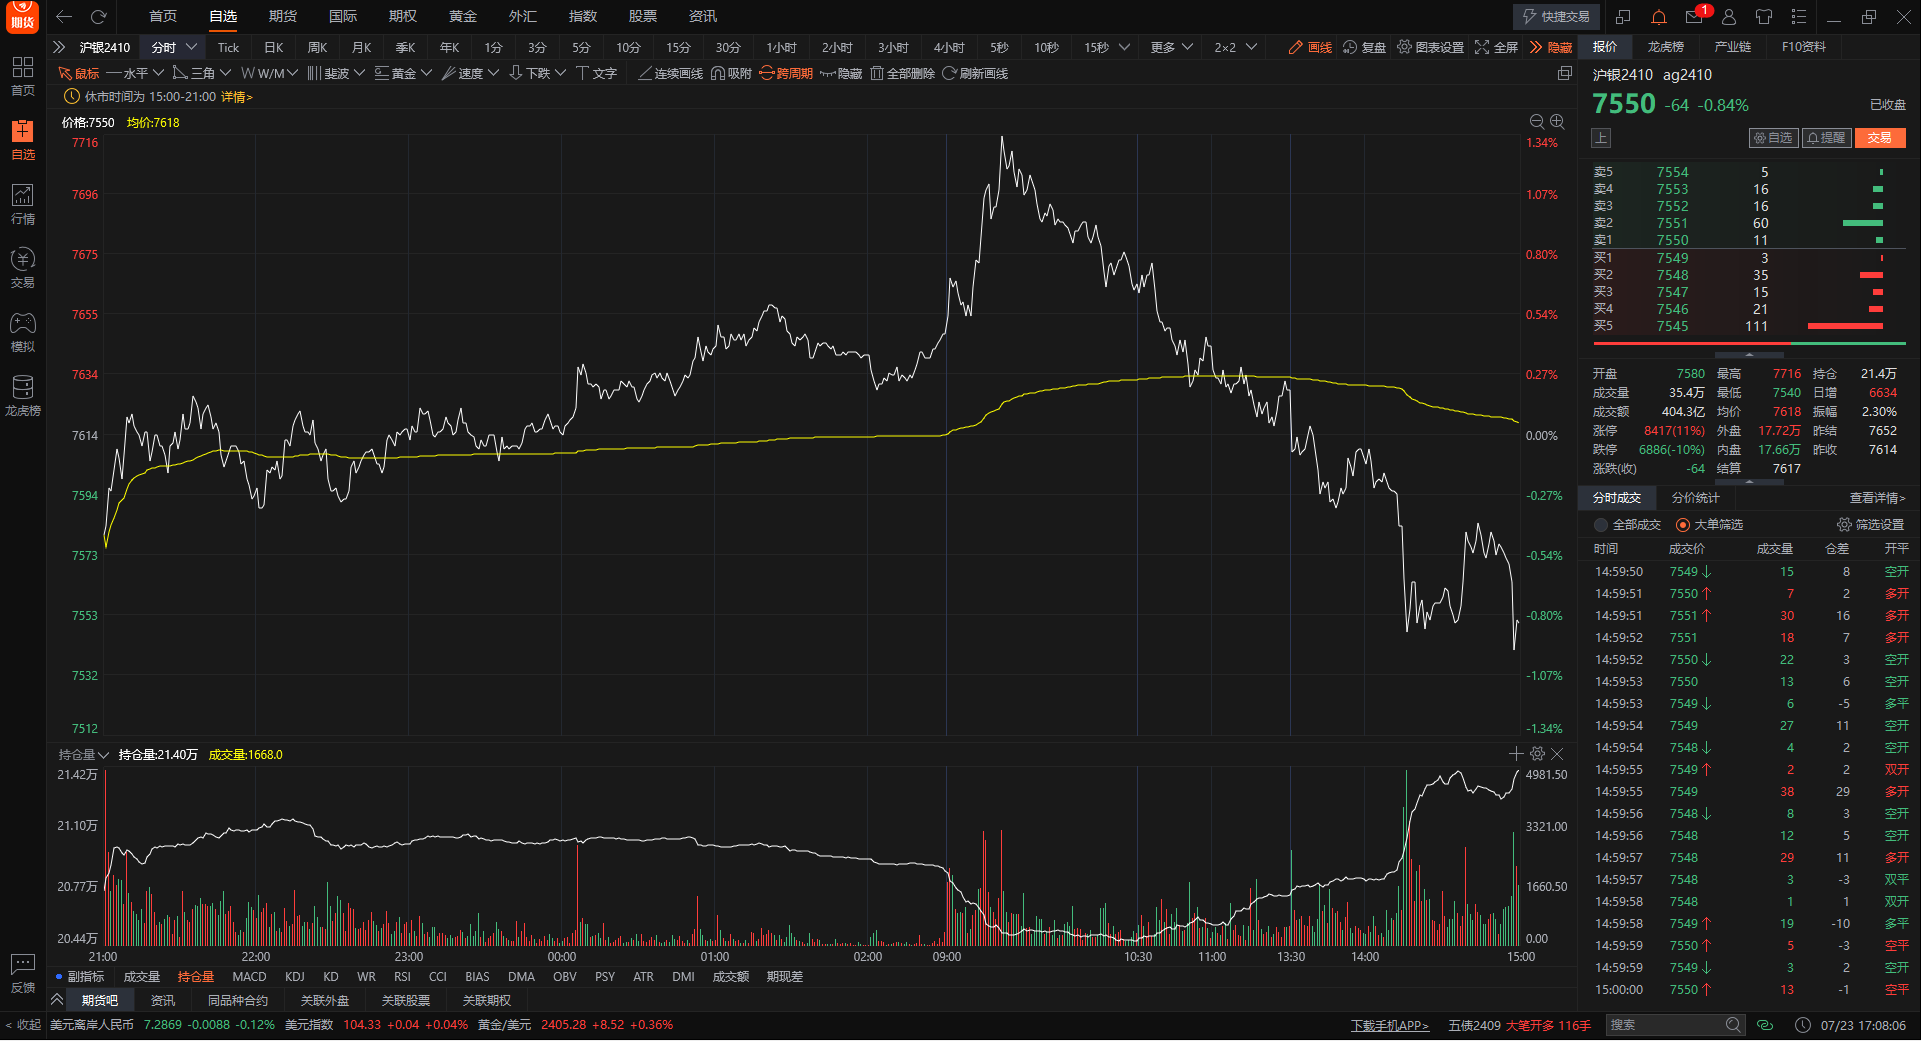 期货 首页 自选 期货 国际 期权 黄金 外汇 指数 股票 资讯 快捷交易 1
沪银2410 分时 Tick 日K 周K 月K 季K 年K 1分 3分 5分 10分 15分 30分 1小时 2小时 3小时 4小时 5秒 10秒 15秒 更多 2×2 画线 复盘 图表设置 全屏 隐藏 报价 龙虎榜 产业链 F10资料
鼠标 水平 三角 W/M 斐波 黄金 速度 下跌 文字 连续画线 吸附 跨周期 隐藏 全部删除 刷新画线
休市时间为 15:00-21:00 详情>
价格:7550 均价:7618
首页
自选
行情
交易
模拟
龙虎榜
反馈
< 收起
7716 1.34%
7696 1.07%
7675 0.80%
7655 0.54%
7634 0.27%
7614 0.00%
7594 -0.27%
7573 -0.54%
7553 -0.80%
7532 -1.07%
7512 -1.34%
持仓量 持仓量:21.40万 成交量:1668.0
21.42万 4981.50
21.10万 3321.00
20.77万 1660.50
20.44万 0.00
21:00 22:00 23:00 00:00 01:00 02:00 09:00 10:30 11:00 13:30 14:00 15:00
副指标 成交量 持仓量 MACD KDJ KD WR RSI CCI BIAS DMA OBV PSY ATR DMI 成交额 期现差
期货吧 资讯 同品种合约 关联外盘 关联股票 关联期权
沪银2410 ag2410
7550 -64 -0.84% 已收盘
上 自选 提醒 交易
卖5 7554 5
卖4 7553 16
卖3 7552 16
卖2 7551 60
卖1 7550 11
买1 7549 3
买2 7548 35
买3 7547 15
买4 7546 21
买5 7545 111
开盘 7580 最高 7716 持仓 21.4万
成交量 35.4万 最低 7540 日增 6634
成交额 404.3亿 均价 7618 振幅 2.30%
涨停 8417(11%) 外盘 17.72万 昨结 7652
跌停 6886(-10%) 内盘 17.66万 昨收 7614
涨跌(收) -64 结算 7617
分时成交 分价统计 查看详情>
全部成交 大单筛选 筛选设置
时间 成交价 成交量 仓差 开平
14:59:50 7549↓ 15 8 空开
14:59:51 7550↑ 7 2 多开
14:59:51 7551↑ 30 16 多开
14:59:52 7551 18 7 多开
14:59:52 7550↓ 22 3 空开
14:59:53 7550 13 6 空开
14:59:53 7549↓ 6 -5 多平
14:59:54 7549 27 11 空开
14:59:54 7548↓ 4 2 空开
14:59:55 7549↑ 2 2 双开
14:59:55 7549 38 29 多开
14:59:56 7548↓ 8 3 空开
14:59:56 7548 12 5 空开
14:59:57 7548 29 11 多开
14:59:57 7548 3 -3 双平
14:59:58 7548 1 1 双开
14:59:58 7549↑ 19 -10 多平
14:59:59 7550↑ 5 -3 空平
14:59:59 7549↓ 3 2 空开
15:00:00 7550↑ 13 -1 空平
美元离岸人民币 7.2869 -0.0088 -0.12% 美元指数 104.33 +0.04 +0.04% 黄金/美元 2405.28 +8.52 +0.36% 下载手机APP> 五债2409 大笔开多 116手 搜索 07/23 17:08:06